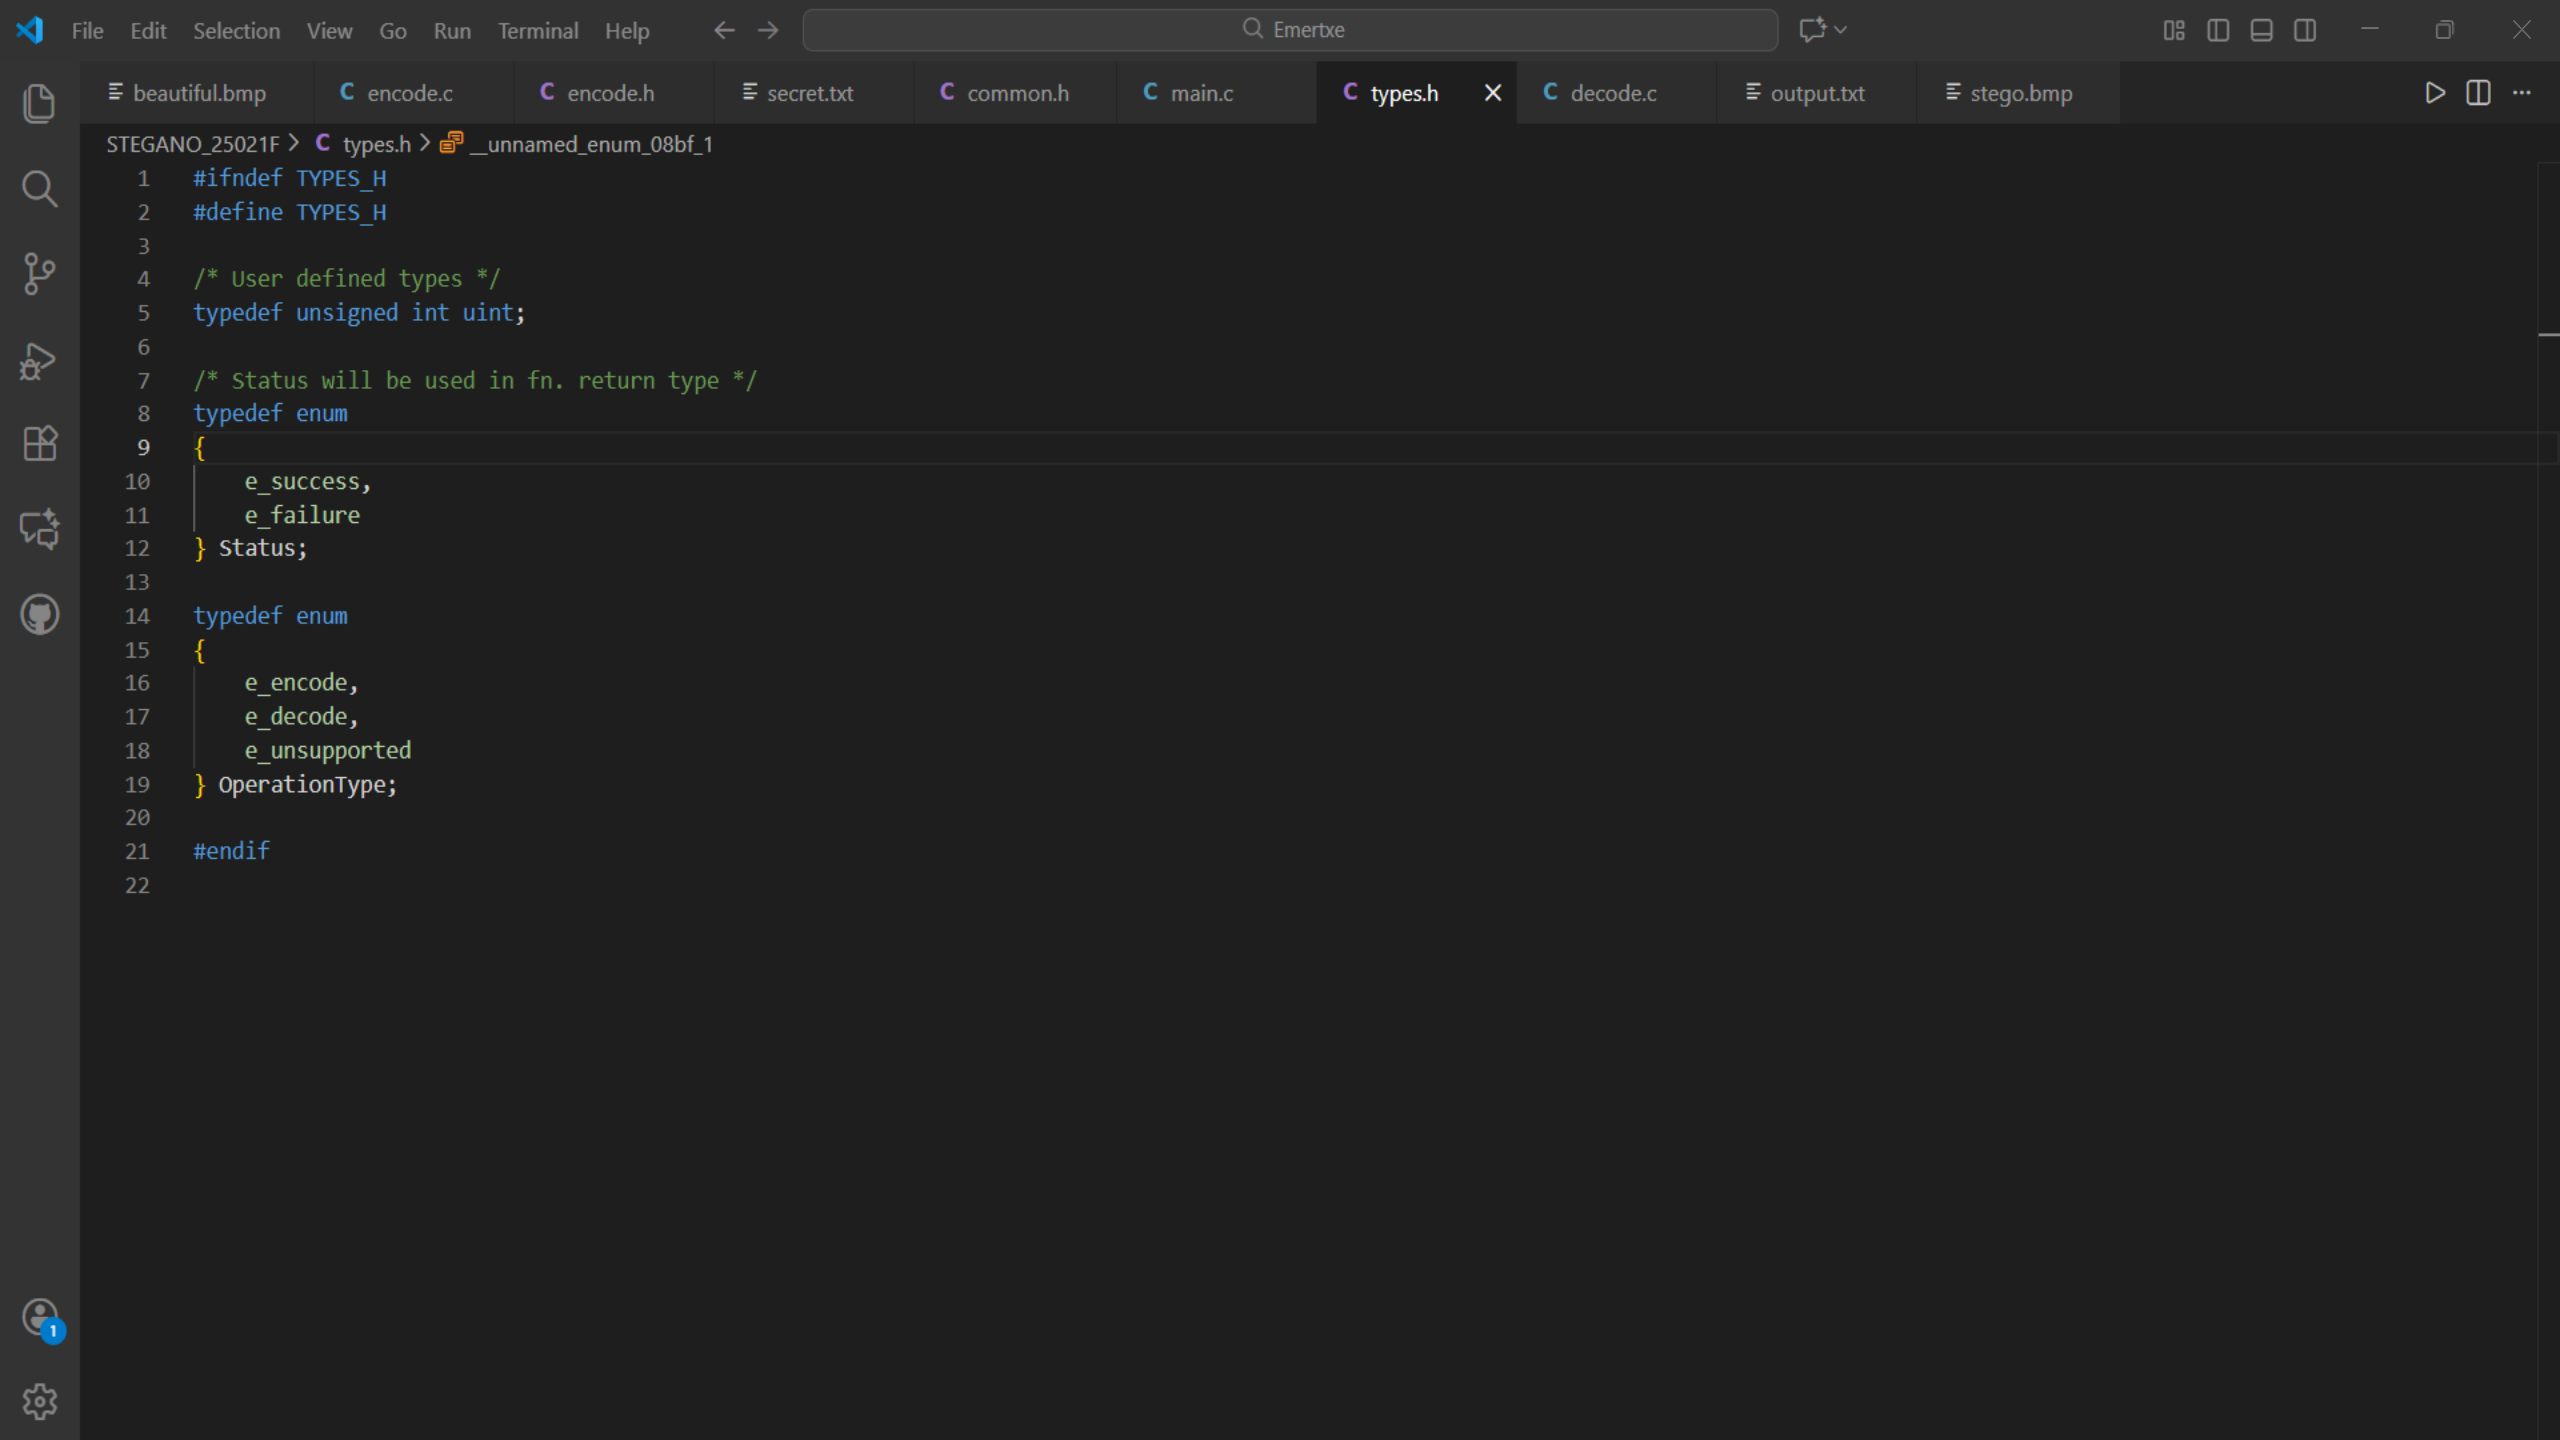 File Edit Selection View Go Run Terminal Help Emertxe
beautiful.bmp encode.c encode.h secret.txt common.h main.c types.h decode.c output.txt stego.bmp
STEGANO_25021F > C types.h > __unnamed_enum_08bf_1
1 #ifndef TYPES_H
2 #define TYPES_H
3
4 /* User defined types */
5 typedef unsigned int uint;
6
7 /* Status will be used in fn. return type */
8 typedef enum
9 {
10     e_success,
11     e_failure
12 } Status;
13
14 typedef enum
15 {
16     e_encode,
17     e_decode,
18     e_unsupported
19 } OperationType;
20
21 #endif
22
1